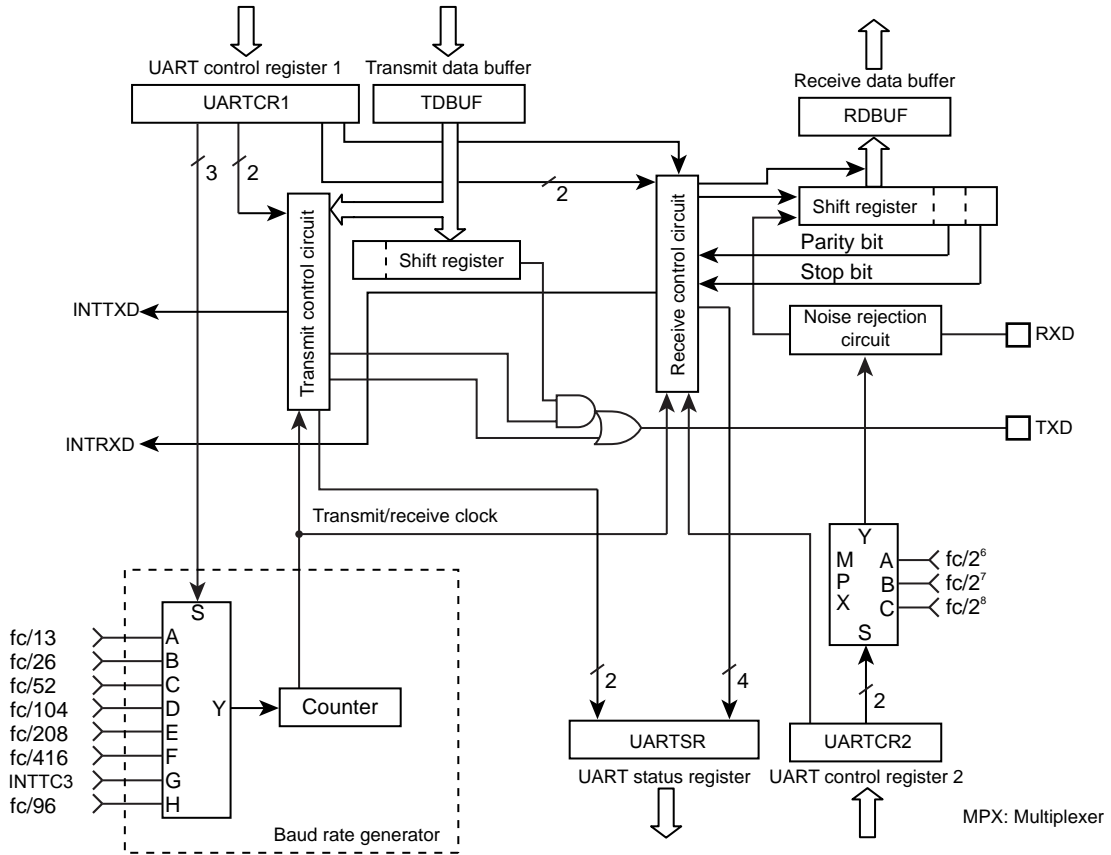 UART control register 1
Transmit data buffer
Receive data buffer
UARTCR1
TDBUF
RDBUF
3
2
2
Shift register
Shift register
Parity bit
Stop bit
Transmit control circuit
Receive control circuit
INTTXD
Noise rejection
circuit
RXD
INTRXD
TXD
Transmit/receive clock
Y
M
P
X
A
B
C
S
fc/2⁶
fc/2⁷
fc/2⁸
S
fc/13
A
fc/26
B
fc/52
C
fc/104
D
fc/208
E
fc/416
F
INTTC3
G
fc/96
H
Y
Counter
2
4
2
UARTSR
UARTCR2
UART status register
UART control register 2
Baud rate generator
MPX: Multiplexer